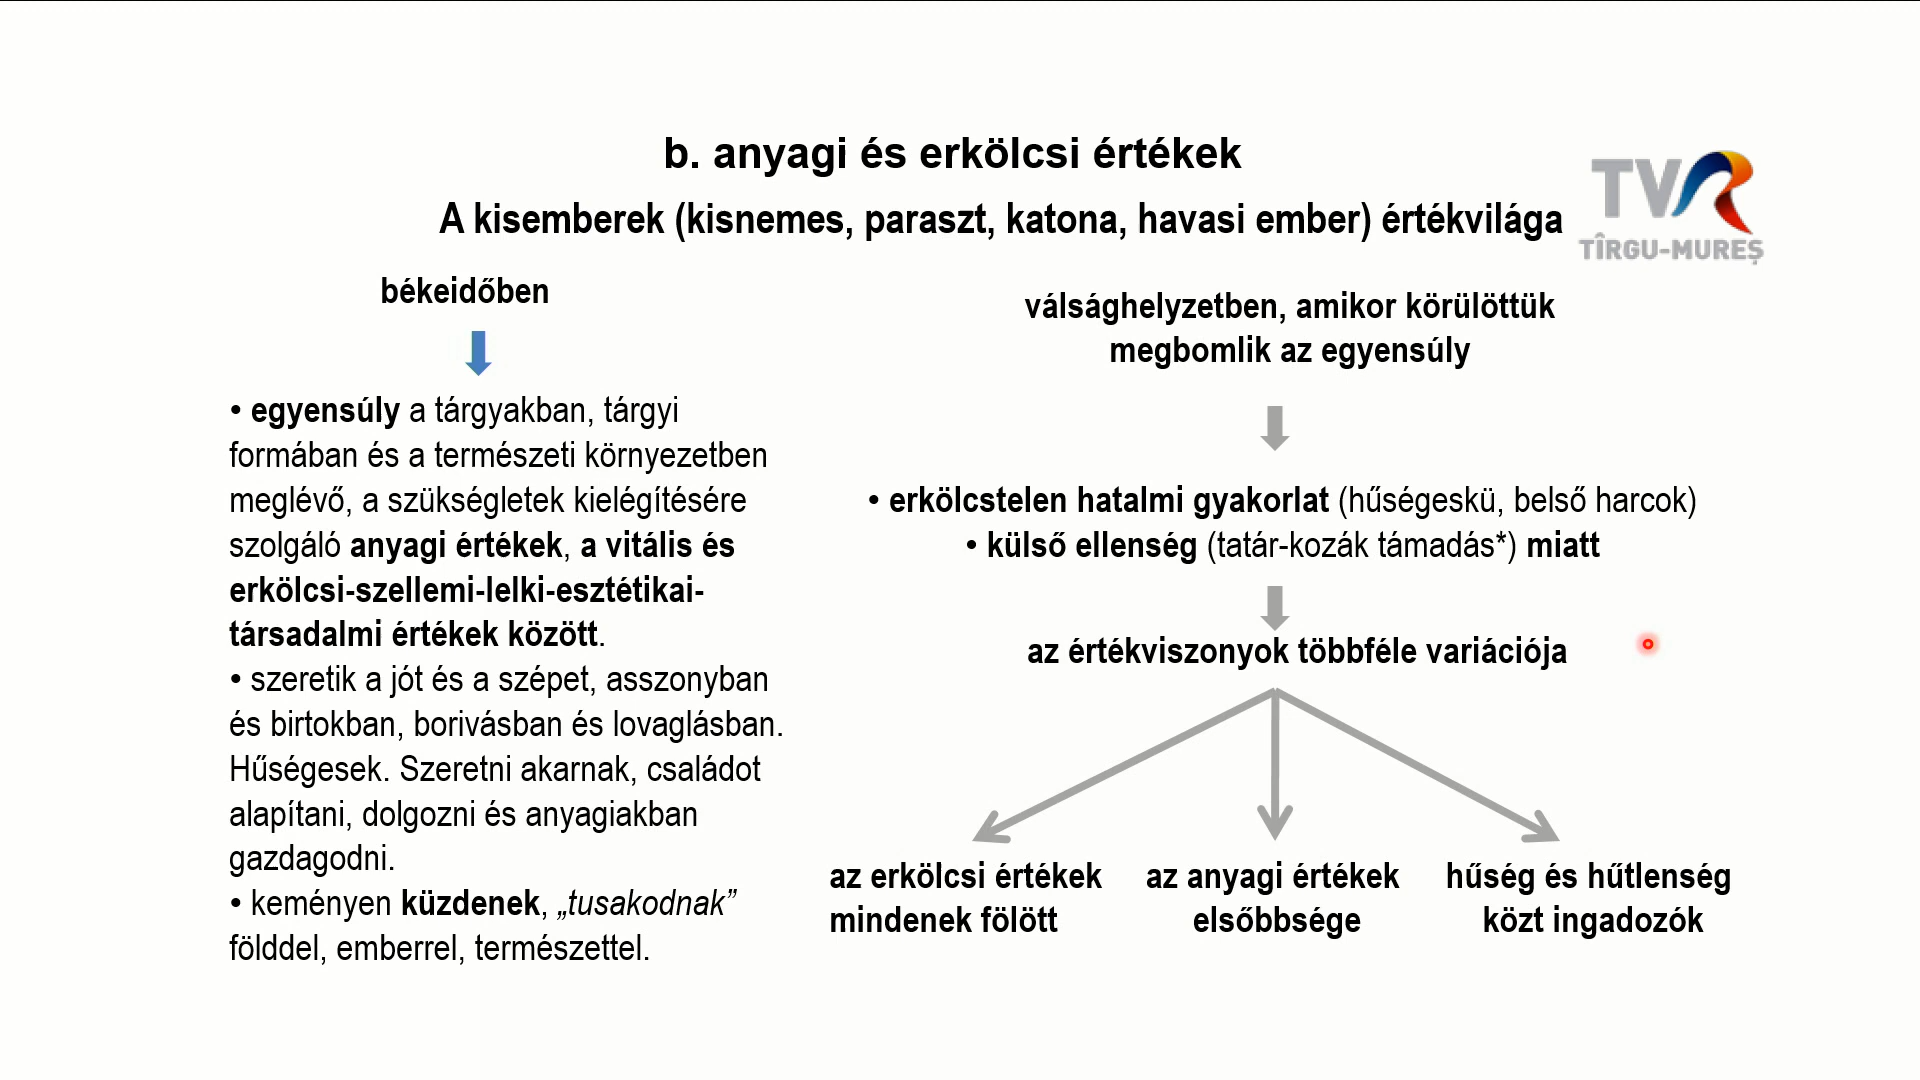 b. anyagi és erkölcsi értékek
A kisemberek (kisnemes, paraszt, katona, havasi ember) értékvilága
TVR
TÎRGU-MUREȘ
békeidőben
• egyensúly a tárgyakban, tárgyi
formában és a természeti környezetben
meglévő, a szükségletek kielégítésére
szolgáló anyagi értékek, a vitális és
erkölcsi-szellemi-lelki-esztétikai-
társadalmi értékek között.
• szeretik a jót és a szépet, asszonyban
és birtokban, borivásban és lovaglásban.
Hűségesek. Szeretni akarnak, családot
alapítani, dolgozni és anyagiakban
gazdagodni.
• keményen küzdenek, „tusakodnak”
földdel, emberrel, természettel.
válsághelyzetben, amikor körülöttük
megbomlik az egyensúly
• erkölcstelen hatalmi gyakorlat (hűségeskü, belső harcok)
• külső ellenség (tatár-kozák támadás*) miatt
az értékviszonyok többféle variációja
az erkölcsi értékek
mindenek fölött
az anyagi értékek
elsőbbsége
hűség és hűtlenség
közt ingadozók